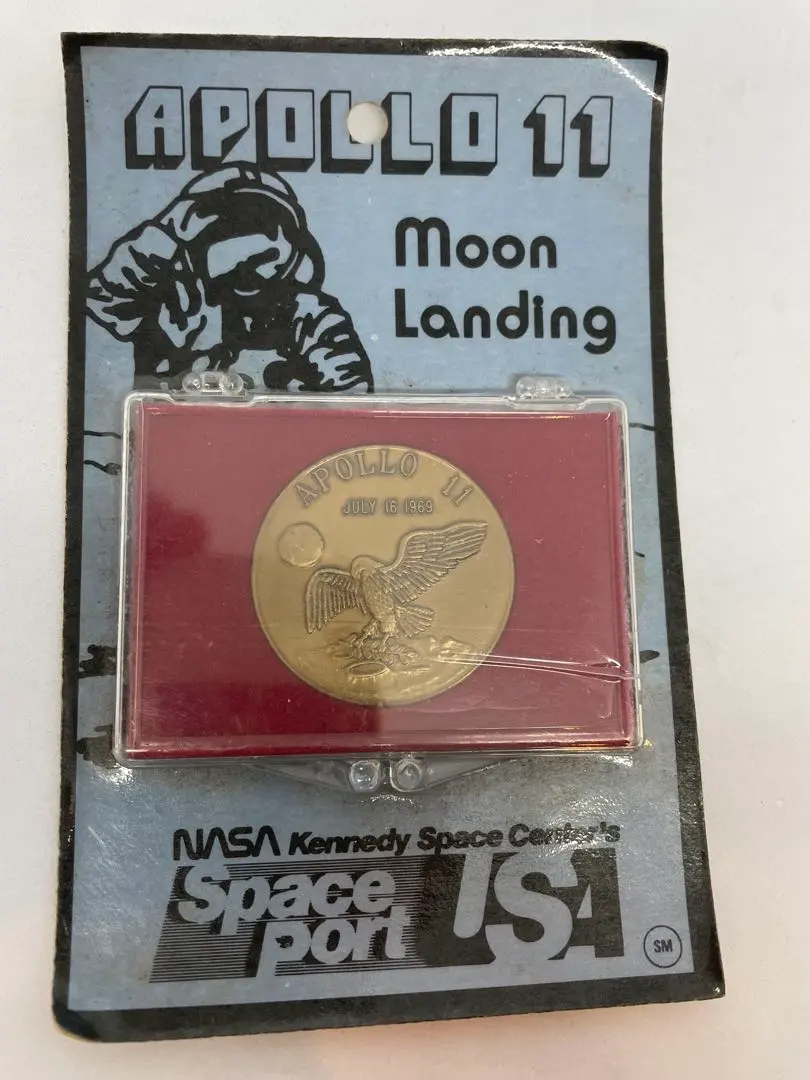 APOLLO 11
Moon
Landing
APOLLO 11
JULY 16 1969
NASA Kennedy Space Center's
Space
port USA
SM